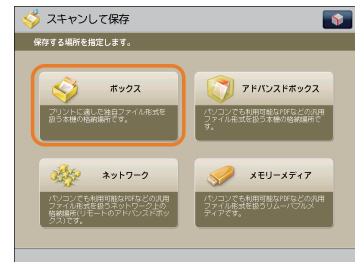 スキャンして保存
保存する場所を指定します。
ボックス
プリントに適した独自ファイル形式を
扱う本機の格納場所です。
アドバンスドボックス
パソコンでも利用可能なPDFなどの汎用
ファイル形式を扱う本機の格納場所で
す。
ネットワーク
パソコンでも利用可能なPDFなどの汎用
ファイル形式を扱うネットワーク上の
格納場所(リモートのアドバンスドボッ
クス)です。
メモリーメディア
パソコンでも利用可能なPDFなどの汎用
ファイル形式を扱うリムーバブルメ
ディアです。